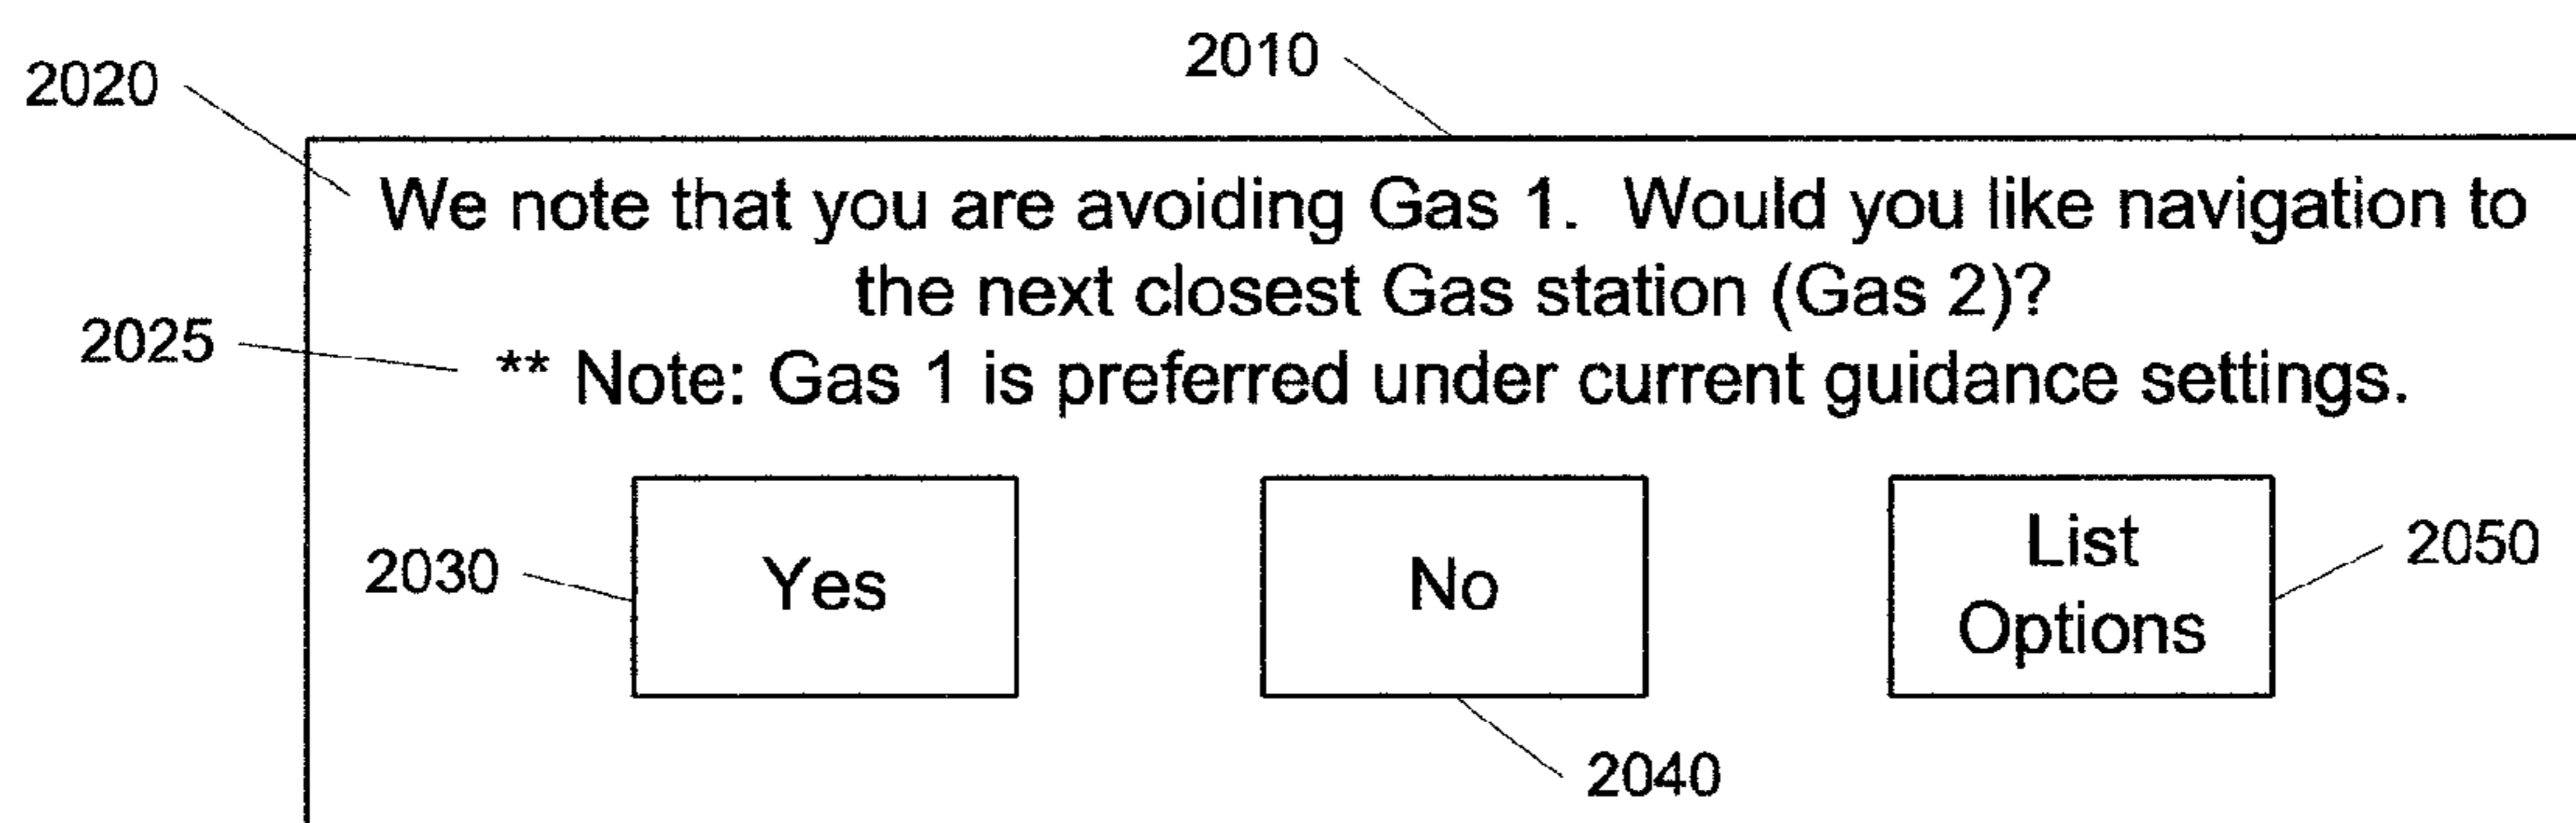 2010
2020
We note that you are avoiding Gas 1. Would you like navigation to
the next closest Gas station (Gas 2)?
2025
** Note: Gas 1 is preferred under current guidance settings.
2030
Yes
No
List
Options
2050
2040